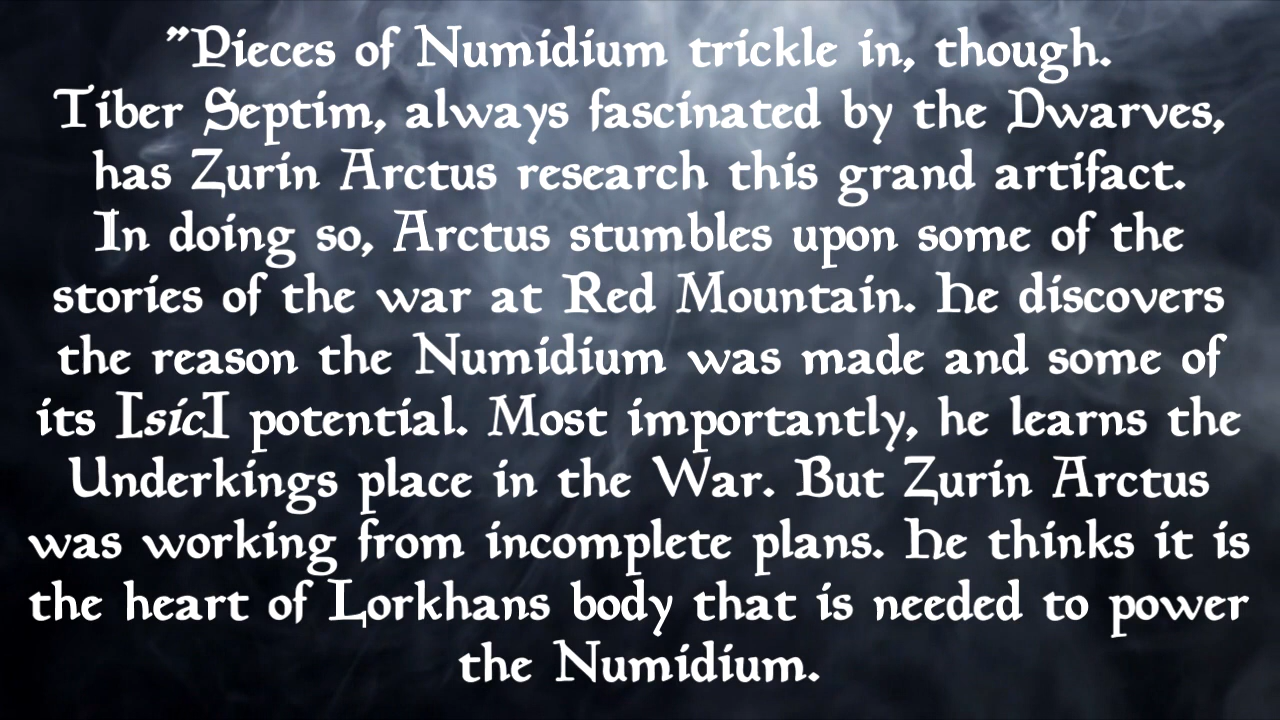 "Pieces of Numidium trickle in, though.
Tiber Septim, always fascinated by the Dwarves,
has Zurin Arctus research this grand artifact.
In doing so, Arctus stumbles upon some of the
stories of the war at Red Mountain. He discovers
the reason the Numidium was made and some of
its [sic] potential. Most importantly, he learns the
Underkings place in the War. But Zurin Arctus
was working from incomplete plans. He thinks it is
the heart of Lorkhans body that is needed to power
the Numidium.